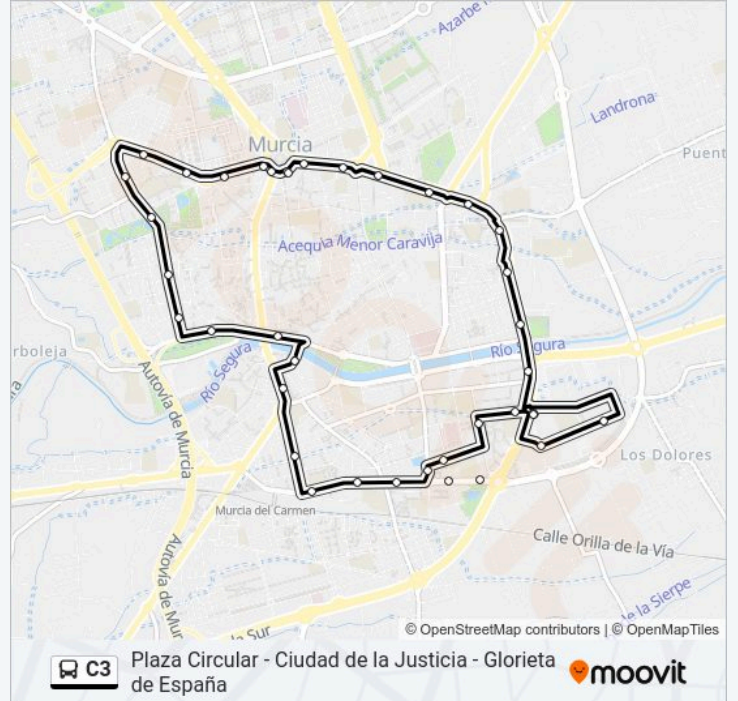 Azarbe
Landrona
Murcia
Puent
Acequia Menor Caravija
Río Segura
rboleja
Río Segura
Autovía de Murcia
Los Dolores
Murcia del Carmen
Calle Orilla de la Vía
Autovía de Mur
de la Sierpe
la Sur
© OpenStreetMap contributors | © OpenMapTiles
C3
Plaza Circular - Ciudad de la Justicia - Glorieta
de España
moovit